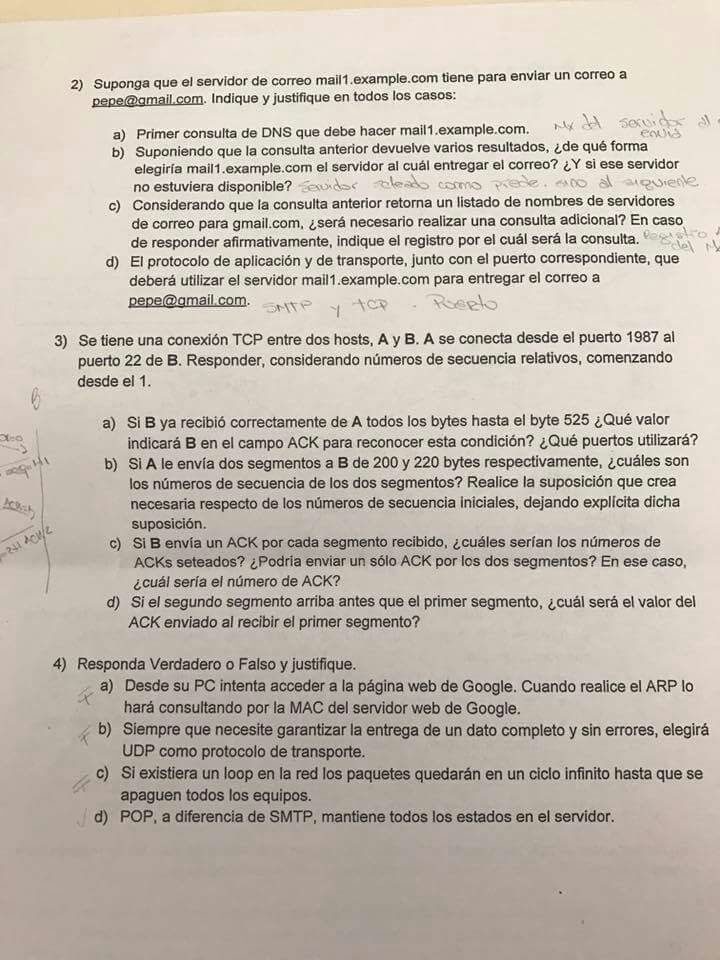 2) Suponga que el servidor de correo mail1.example.com tiene para enviar un correo a
pepe@gmail.com. Indique y justifique en todos los casos:
a) Primer consulta de DNS que debe hacer mail1.example.com. Mx del servidor al
envia
b) Suponiendo que la consulta anterior devuelve varios resultados, ¿de qué forma
elegiría mail1.example.com el servidor al cuál entregar el correo? ¿Y si ese servidor
no estuviera disponible? Servidor como sino al siguiente
c) Considerando que la consulta anterior retorna un listado de nombres de servidores
de correo para gmail.com, ¿será necesario realizar una consulta adicional? En caso
de responder afirmativamente, indique el registro por el cuál será la consulta. Registro A
del
d) El protocolo de aplicación y de transporte, junto con el puerto correspondiente, que
deberá utilizar el servidor mail1.example.com para entregar el correo a
pepe@gmail.com. SMTP y TCP . Puerto
3) Se tiene una conexión TCP entre dos hosts, A y B. A se conecta desde el puerto 1987 al
puerto 22 de B. Responder, considerando números de secuencia relativos, comenzando
desde el 1.
B
a) Si B ya recibió correctamente de A todos los bytes hasta el byte 525 ¿Qué valor
indicará B en el campo ACK para reconocer esta condición? ¿Qué puertos utilizará?
b) Si A le envía dos segmentos a B de 200 y 220 bytes respectivamente, ¿cuáles son
los números de secuencia de los dos segmentos? Realice la suposición que crea
necesaria respecto de los números de secuencia iniciales, dejando explícita dicha
suposición.
c) Si B envía un ACK por cada segmento recibido, ¿cuáles serían los números de
ACKs seteados? ¿Podría enviar un sólo ACK por los dos segmentos? En ese caso,
¿cuál sería el número de ACK?
d) Si el segundo segmento arriba antes que el primer segmento, ¿cuál será el valor del
ACK enviado al recibir el primer segmento?
4) Responda Verdadero o Falso y justifique.
a) Desde su PC intenta acceder a la página web de Google. Cuando realice el ARP lo
hará consultando por la MAC del servidor web de Google.
b) Siempre que necesite garantizar la entrega de un dato completo y sin errores, elegirá
UDP como protocolo de transporte.
c) Si existiera un loop en la red los paquetes quedarán en un ciclo infinito hasta que se
apaguen todos los equipos.
d) POP, a diferencia de SMTP, mantiene todos los estados en el servidor.